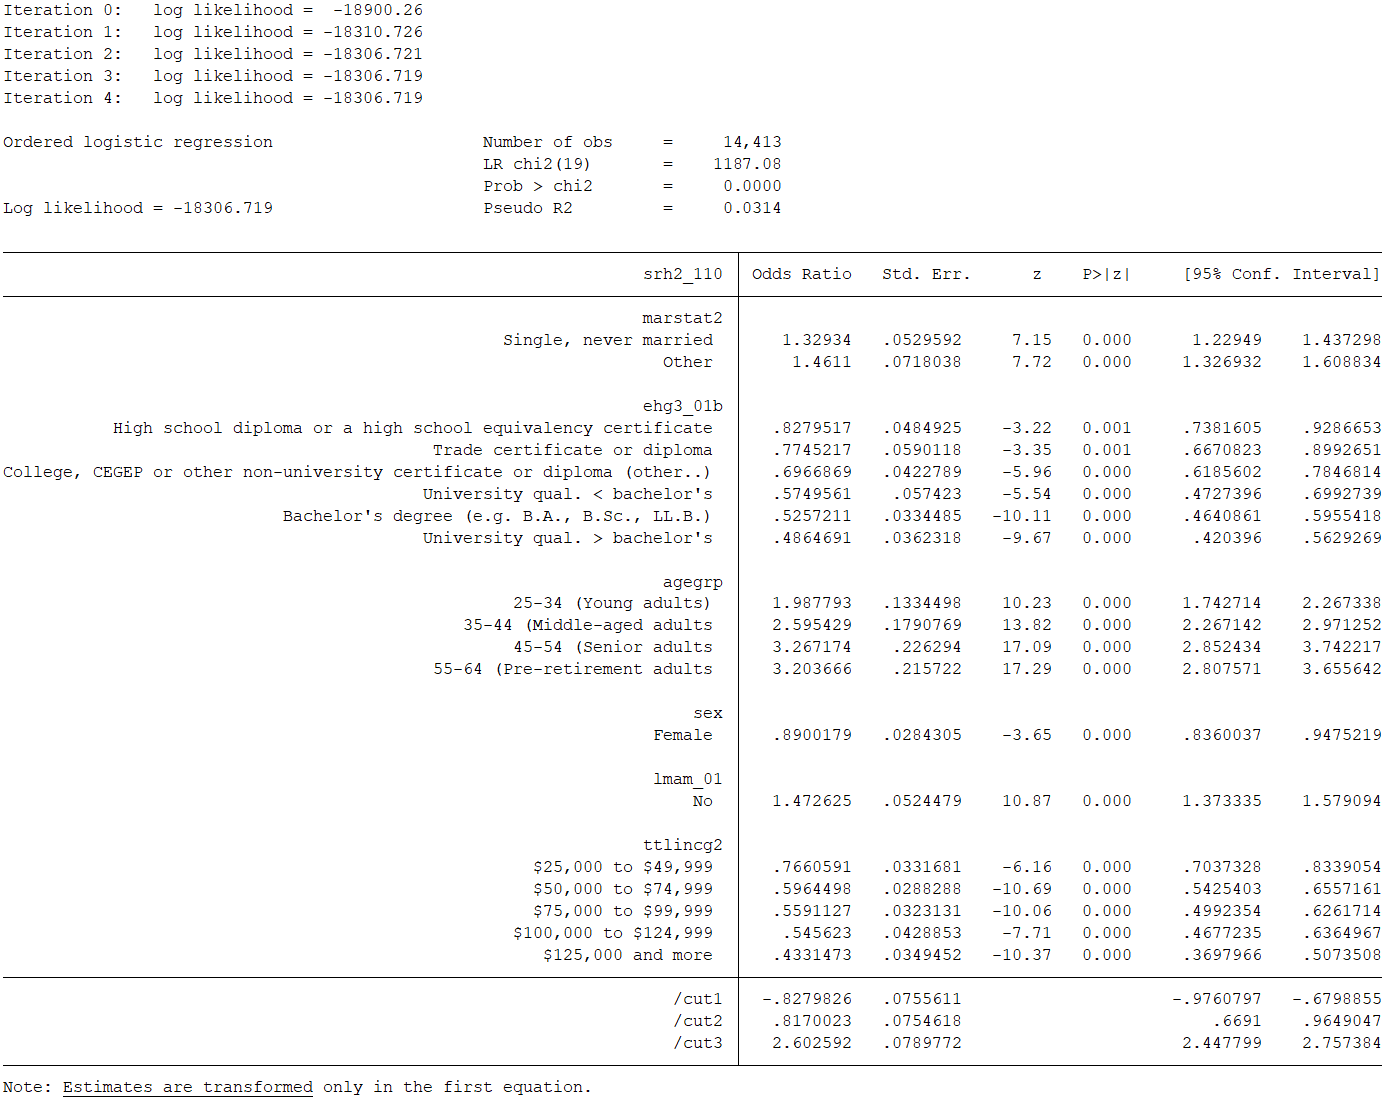 Iteration 0:   log likelihood =  -18900.26
Iteration 1:   log likelihood = -18310.726
Iteration 2:   log likelihood = -18306.721
Iteration 3:   log likelihood = -18306.719
Iteration 4:   log likelihood = -18306.719
Ordered logistic regression                     Number of obs     =     14,413
LR chi2(19)       =    1187.08
Prob > chi2       =     0.0000
Log likelihood = -18306.719                     Pseudo R2         =     0.0314
srh2_110   Odds Ratio   Std. Err.      z    P>|z|     [95% Conf. Interval]
marstat2
Single, never married   1.32934   .0529592   7.15   0.000   1.22949   1.437298
Other   1.4611   .0718038   7.72   0.000   1.326932   1.608834
ehg3_01b
High school diploma or a high school equivalency certificate   .8279517   .0484925   -3.22   0.001   .7381605   .9286653
Trade certificate or diploma   .7745217   .0590118   -3.35   0.001   .6670823   .8992651
College, CEGEP or other non-university certificate or diploma (other..)   .6966869   .0422789   -5.96   0.000   .6185602   .7846814
University qual. < bachelor's   .5749561   .057423   -5.54   0.000   .4727396   .6992739
Bachelor's degree (e.g. B.A., B.Sc., LL.B.)   .5257211   .0334485   -10.11   0.000   .4640861   .5955418
University qual. > bachelor's   .4864691   .0362318   -9.67   0.000   .420396   .5629269
agegrp
25-34 (Young adults)   1.987793   .1334498   10.23   0.000   1.742714   2.267338
35-44 (Middle-aged adults   2.595429   .1790769   13.82   0.000   2.267142   2.971252
45-54 (Senior adults   3.267174   .226294   17.09   0.000   2.852434   3.742217
55-64 (Pre-retirement adults   3.203666   .215722   17.29   0.000   2.807571   3.655642
sex
Female   .8900179   .0284305   -3.65   0.000   .8360037   .9475219
lmam_01
No   1.472625   .0524479   10.87   0.000   1.373335   1.579094
ttlincg2
$25,000 to $49,999   .7660591   .0331681   -6.16   0.000   .7037328   .8339054
$50,000 to $74,999   .5964498   .0288288   -10.69   0.000   .5425403   .6557161
$75,000 to $99,999   .5591127   .0323131   -10.06   0.000   .4992354   .6261714
$100,000 to $124,999   .545623   .0428853   -7.71   0.000   .4677235   .6364967
$125,000 and more   .4331473   .0349452   -10.37   0.000   .3697966   .5073508
/cut1   -.8279826   .0755611   -.9760797   -.6798855
/cut2   .8170023   .0754618   .6691   .9649047
/cut3   2.602592   .0789772   2.447799   2.757384
Note: Estimates are transformed only in the first equation.